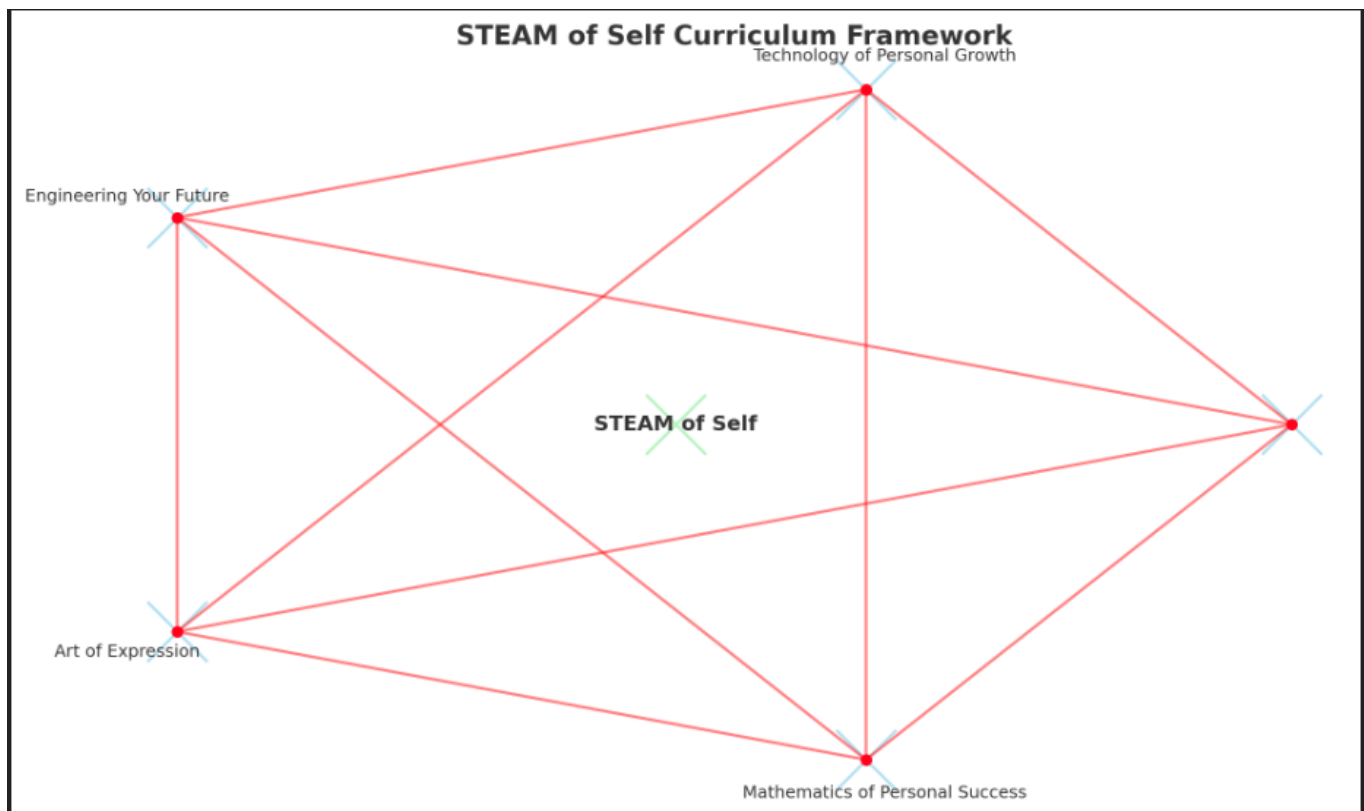 STEAM of Self Curriculum Framework
Technology of Personal Growth
Engineering Your Future
STEAM of Self
Art of Expression
Mathematics of Personal Success